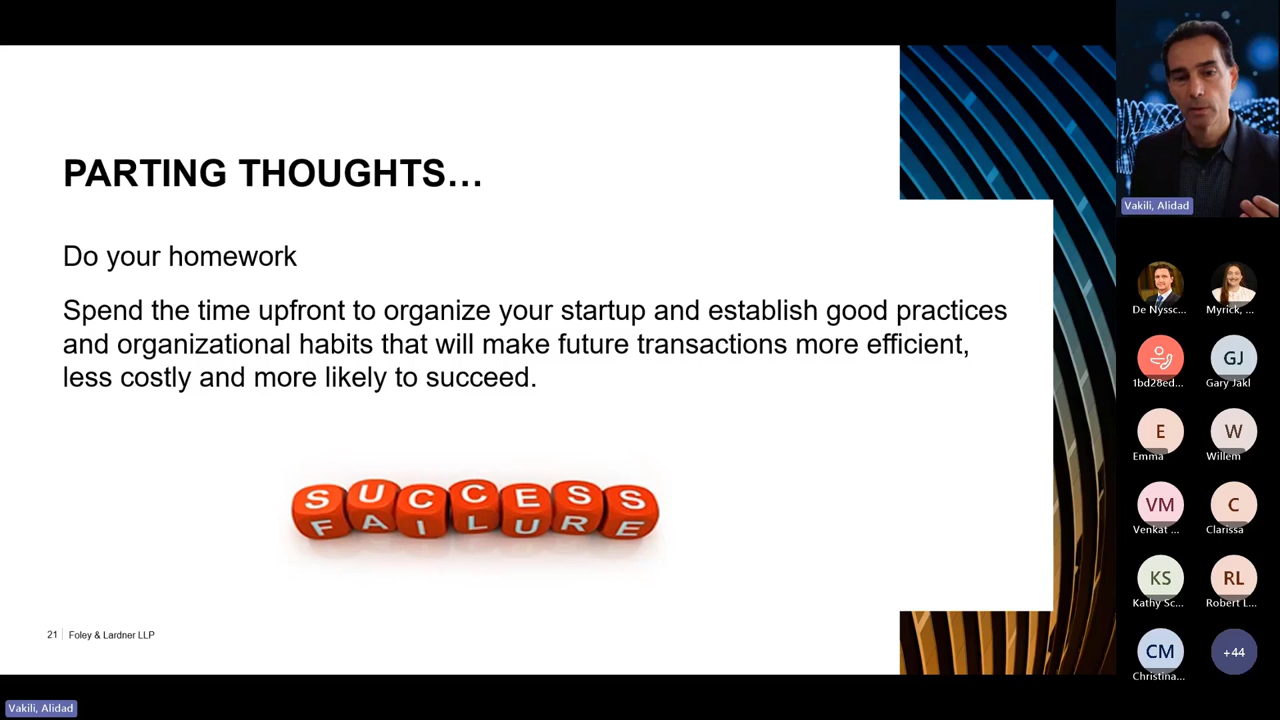 PARTING THOUGHTS…
Do your homework
Spend the time upfront to organize your startup and establish good practices
and organizational habits that will make future transactions more efficient,
less costly and more likely to succeed.
SUCCESS
FAILURE
21 | Foley & Lardner LLP
Vakili, Alidad
De Nyssc...
Myrick, ...
1bd28ed...
GJ
Gary Jakl
E
Emma
W
Willem
VM
Venkat ...
C
Clarissa
KS
Kathy Sc...
RL
Robert L...
CM
Christina...
+44
Vakili, Alidad